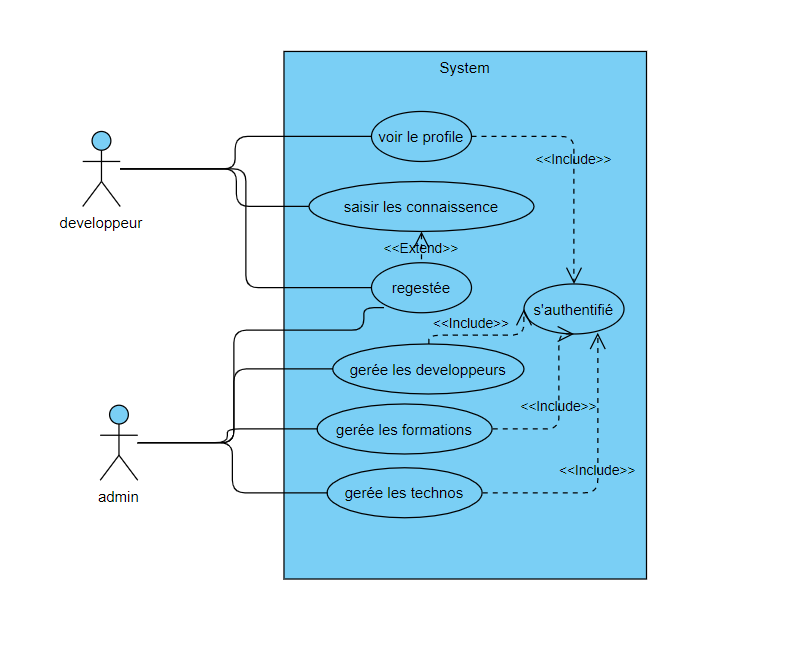 System
voir le profile
<<Include>>
developpeur
saisir les connaissence
<<Extend>>
regestée
s'authentifié
<<Include>>
gerée les developpeurs
<<Include>>
gerée les formations
<<Include>>
gerée les technos
admin